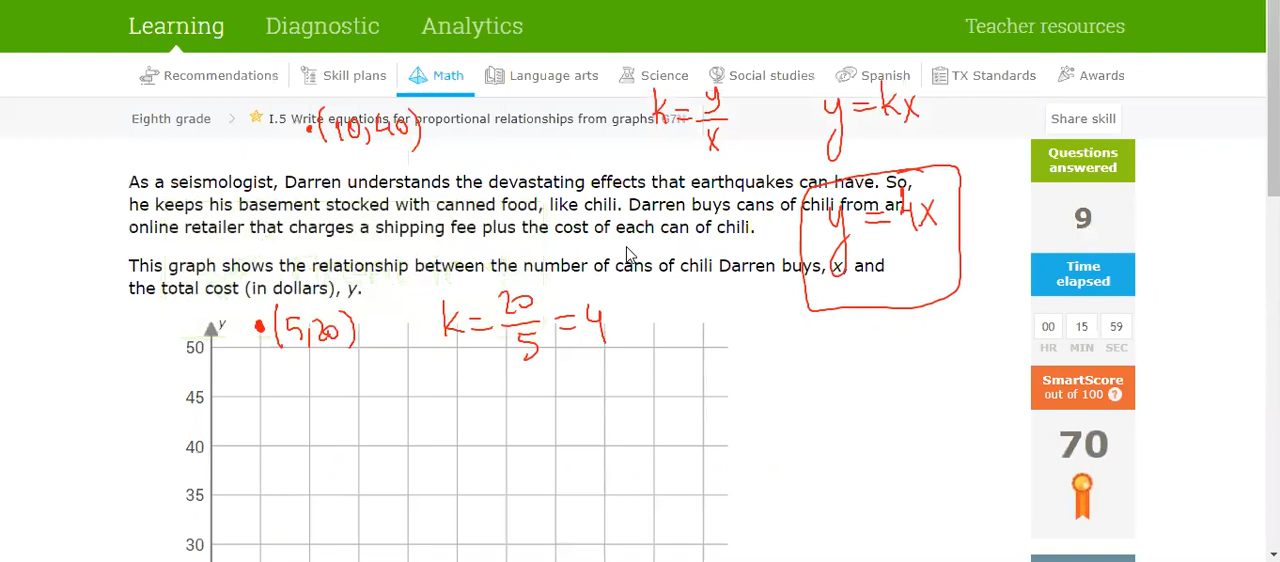 Learning Diagnostic Analytics Teacher resources
Recommendations Skill plans Math Language arts Science Social studies Spanish TX Standards Awards
Eighth grade > I.5 Write equations for proportional relationships from graphs G7N Share skill
(10,40)
k = y/x
y = kx
Questions
answered
9
As a seismologist, Darren understands the devastating effects that earthquakes can have. So,
he keeps his basement stocked with canned food, like chili. Darren buys cans of chili from an
online retailer that charges a shipping fee plus the cost of each can of chili.
y = 4x
This graph shows the relationship between the number of cans of chili Darren buys, x, and
the total cost (in dollars), y.
Time
elapsed
00 15 59
HR MIN SEC
(5,20)
k = 20/5 = 4
y
50
45
40
35
30
SmartScore
out of 100 ?
70